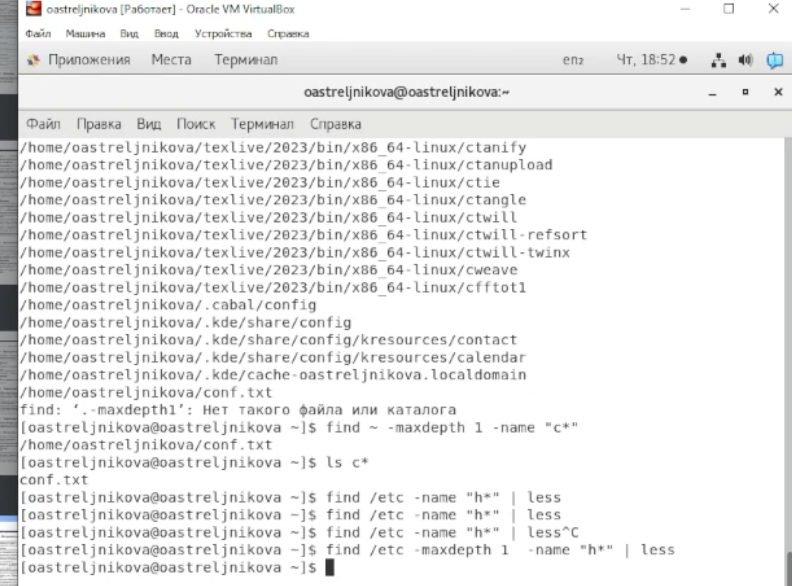 oastreljnikova [Работает] - Oracle VM VirtualBox
Файл Машина Вид Ввод Устройства Справка
Приложения Места Терминал en₂ Чт, 18:52
oastreljnikova@oastreljnikova:~
Файл Правка Вид Поиск Терминал Справка
/home/oastreljnikova/texlive/2023/bin/x86_64-linux/ctanify
/home/oastreljnikova/texlive/2023/bin/x86_64-linux/ctanupload
/home/oastreljnikova/texlive/2023/bin/x86_64-linux/ctie
/home/oastreljnikova/texlive/2023/bin/x86_64-linux/ctangle
/home/oastreljnikova/texlive/2023/bin/x86_64-linux/ctwill
/home/oastreljnikova/texlive/2023/bin/x86_64-linux/ctwill-refsort
/home/oastreljnikova/texlive/2023/bin/x86_64-linux/ctwill-twinx
/home/oastreljnikova/texlive/2023/bin/x86_64-linux/cweave
/home/oastreljnikova/texlive/2023/bin/x86_64-linux/cfftot1
/home/oastreljnikova/.cabal/config
/home/oastreljnikova/.kde/share/config
/home/oastreljnikova/.kde/share/config/kresources/contact
/home/oastreljnikova/.kde/share/config/kresources/calendar
/home/oastreljnikova/.kde/cache-oastreljnikova.localdomain
/home/oastreljnikova/conf.txt
find: ‘.-maxdepth1’: Нет такого файла или каталога
[oastreljnikova@oastreljnikova ~]$ find ~ -maxdepth 1 -name "c*"
/home/oastreljnikova/conf.txt
[oastreljnikova@oastreljnikova ~]$ ls c*
conf.txt
[oastreljnikova@oastreljnikova ~]$ find /etc -name "h*" | less
[oastreljnikova@oastreljnikova ~]$ find /etc -name "h*" | less
[oastreljnikova@oastreljnikova ~]$ find /etc -name "h*" | less^C
[oastreljnikova@oastreljnikova ~]$ find /etc -maxdepth 1  -name "h*" | less
[oastreljnikova@oastreljnikova ~]$